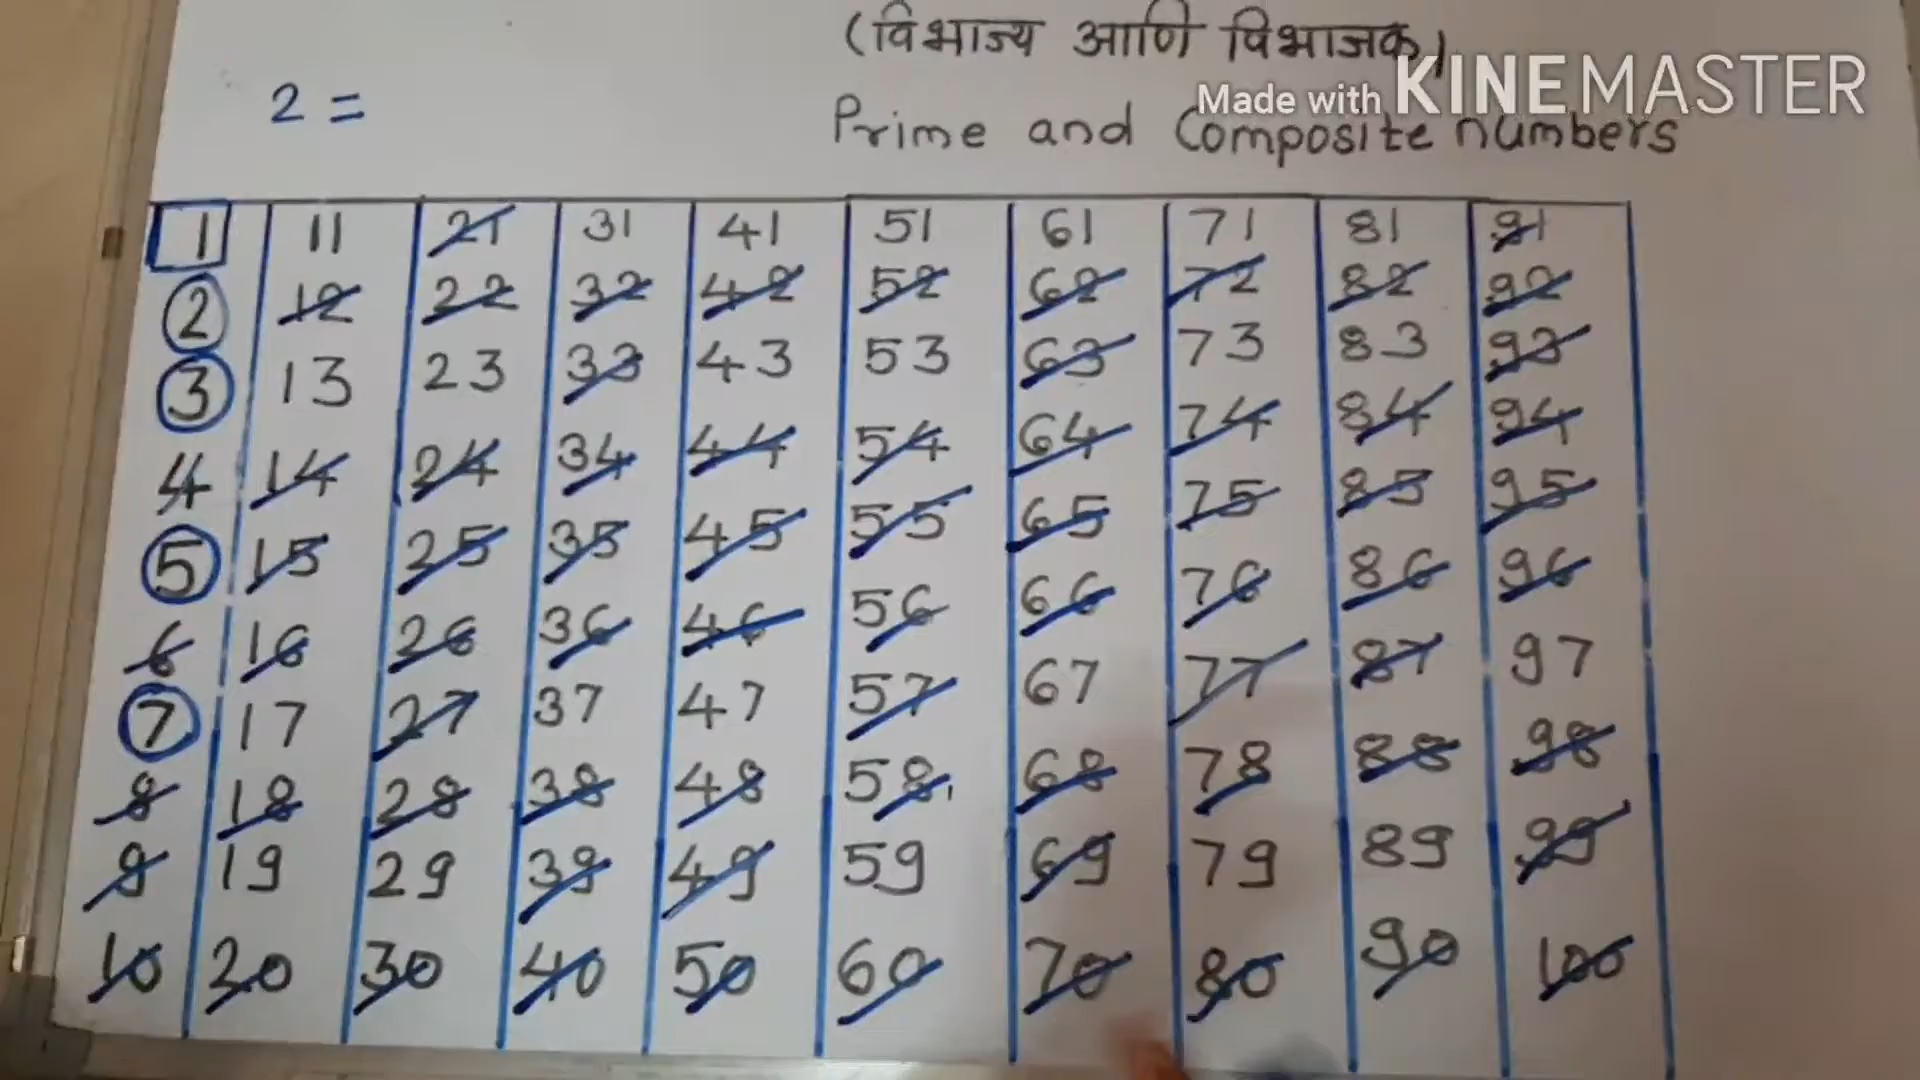 (विभाज्य आणि विभाजक)
Made with KINEMASTER
2 =
Prime and Composite numbers
1 11 21 31 41 51 61 71 81 91
2 12 22 32 42 52 62 72 82 92
3 13 23 33 43 53 63 73 83 93
4 14 24 34 44 54 64 74 84 94
5 15 25 35 45 55 65 75 85 95
6 16 26 36 46 56 66 76 86 96
7 17 27 37 47 57 67 77 87 97
8 18 28 38 48 58 68 78 88 98
9 19 29 39 49 59 69 79 89 99
10 20 30 40 50 60 70 80 90 100